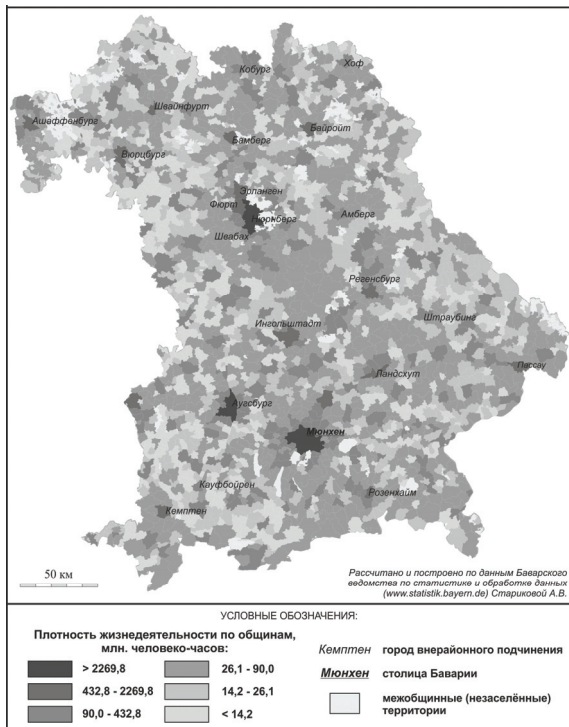 Кобург
Хоф
Швайнфурт
Ашаффенбург
Байройт
Бамберг
Вюрцбург
Эрланген
Фюрт
Нюрнберг
Амберг
Швабах
Регенсбург
Штраубинг
Ингольштадт
Пассау
Ландсхут
Аугсбург
Мюнхен
Кауфбойрен
Розенхайм
Кемптен
50 км
Рассчитано и построено по данным Баварского
ведомства по статистике и обработке данных
(www.statistik.bayern.de) Стариковой А.В.
УСЛОВНЫЕ ОБОЗНАЧЕНИЯ:
Плотность жизнедеятельности по общинам,
млн. человеко-часов:
> 2269,8
432,8 - 2269,8
90,0 - 432,8
26,1 - 90,0
14,2 - 26,1
< 14,2
Кемптен город внерайонного подчинения
Мюнхен столица Баварии
межобщинные (незаселённые)
территории